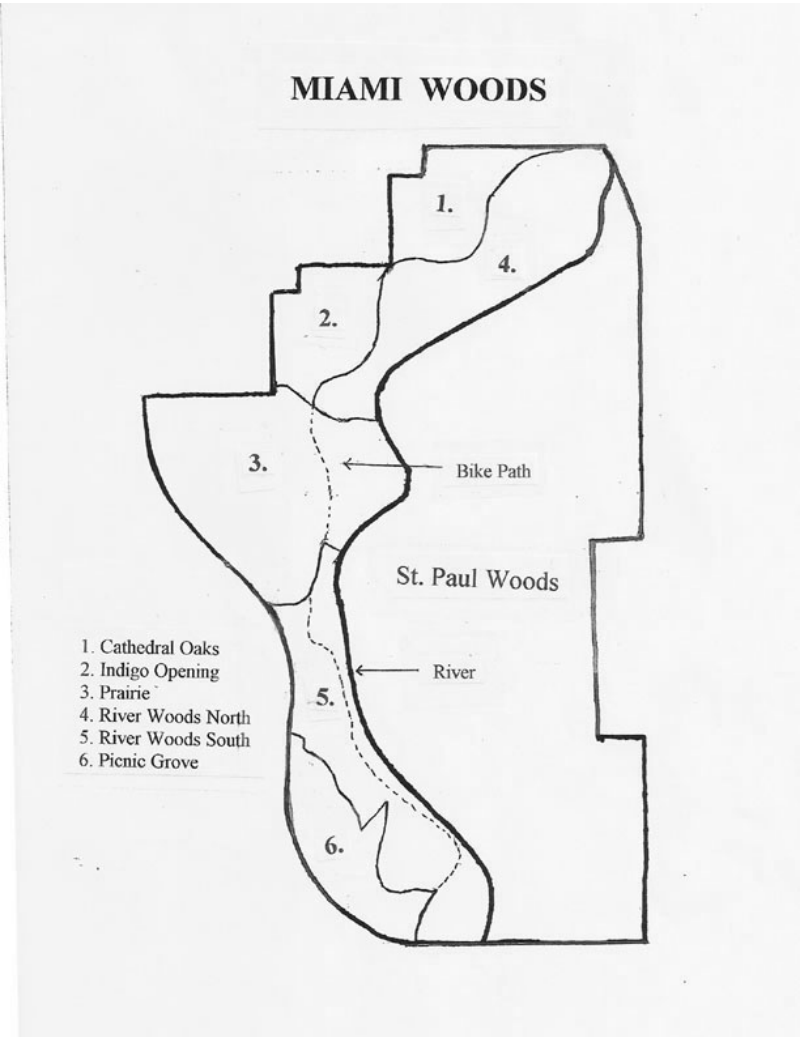 MIAMI WOODS
1.
4.
2.
3.
Bike Path
St. Paul Woods
1. Cathedral Oaks
2. Indigo Opening
3. Prairie
4. River Woods North
5. River Woods South
6. Picnic Grove
River
5.
6.